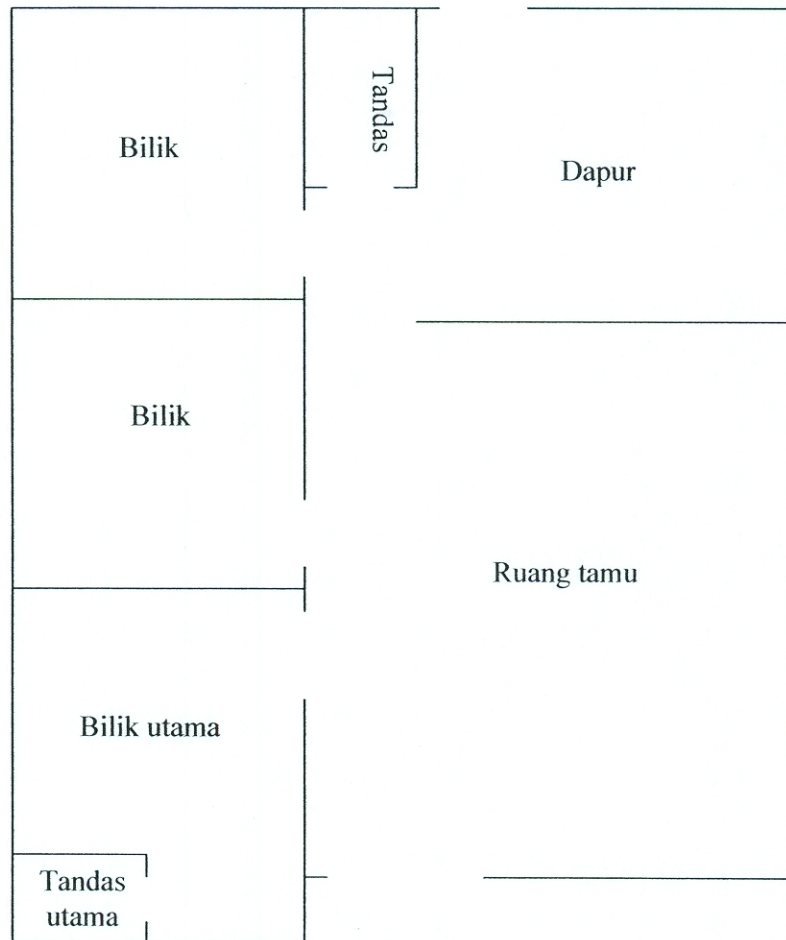 Tandas
Bilik
Dapur
Bilik
Ruang tamu
Bilik utama
Tandas
utama